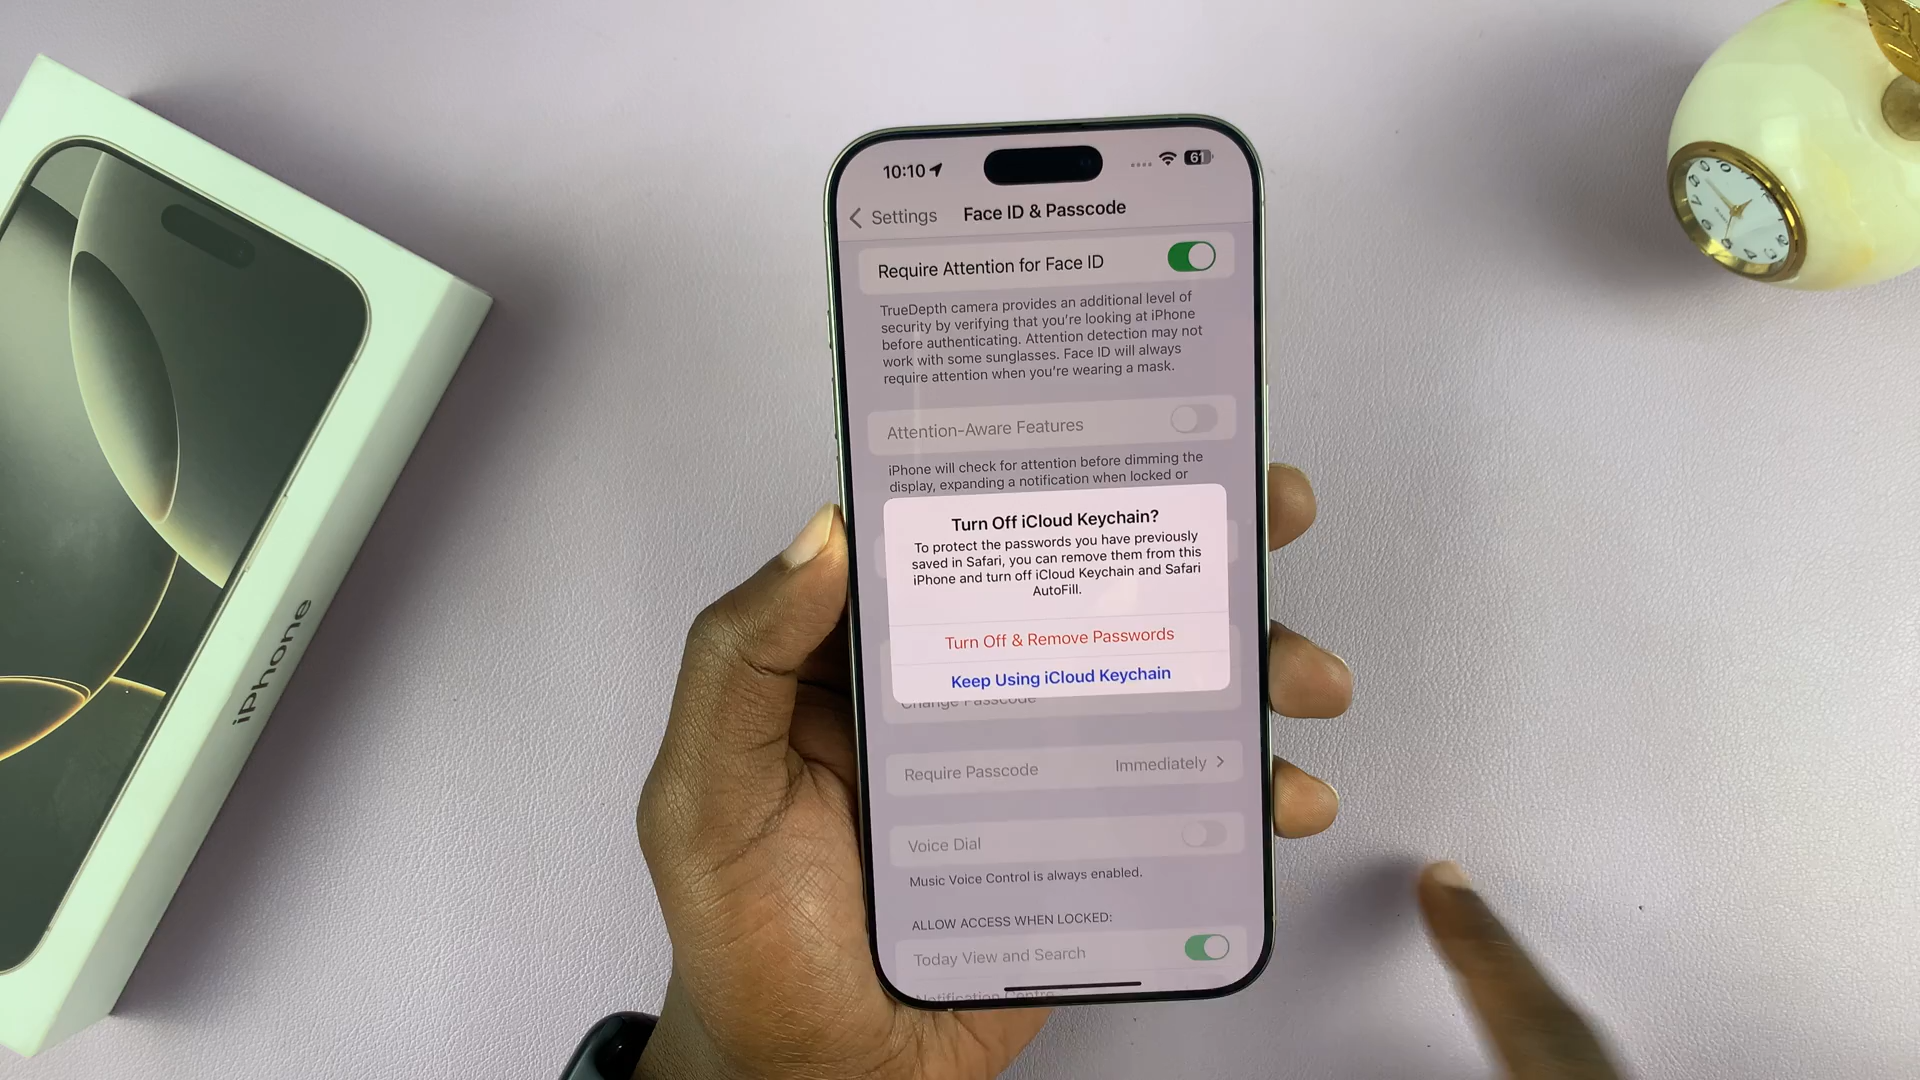 iPhone
10:10
61
Settings
Face ID & Passcode
Require Attention for Face ID
TrueDepth camera provides an additional level of
security by verifying that you're looking at iPhone
before authenticating. Attention detection may not
work with some sunglasses. Face ID will always
require attention when you're wearing a mask.
Attention-Aware Features
iPhone will check for attention before dimming the
display, expanding a notification when locked or
Turn Off iCloud Keychain?
To protect the passwords you have previously
saved in Safari, you can remove them from this
iPhone and turn off iCloud Keychain and Safari
AutoFill.
Turn Off & Remove Passwords
Keep Using iCloud Keychain
Change Passcode
Require Passcode
Immediately
Voice Dial
Music Voice Control is always enabled.
ALLOW ACCESS WHEN LOCKED:
Today View and Search
Notification Centre